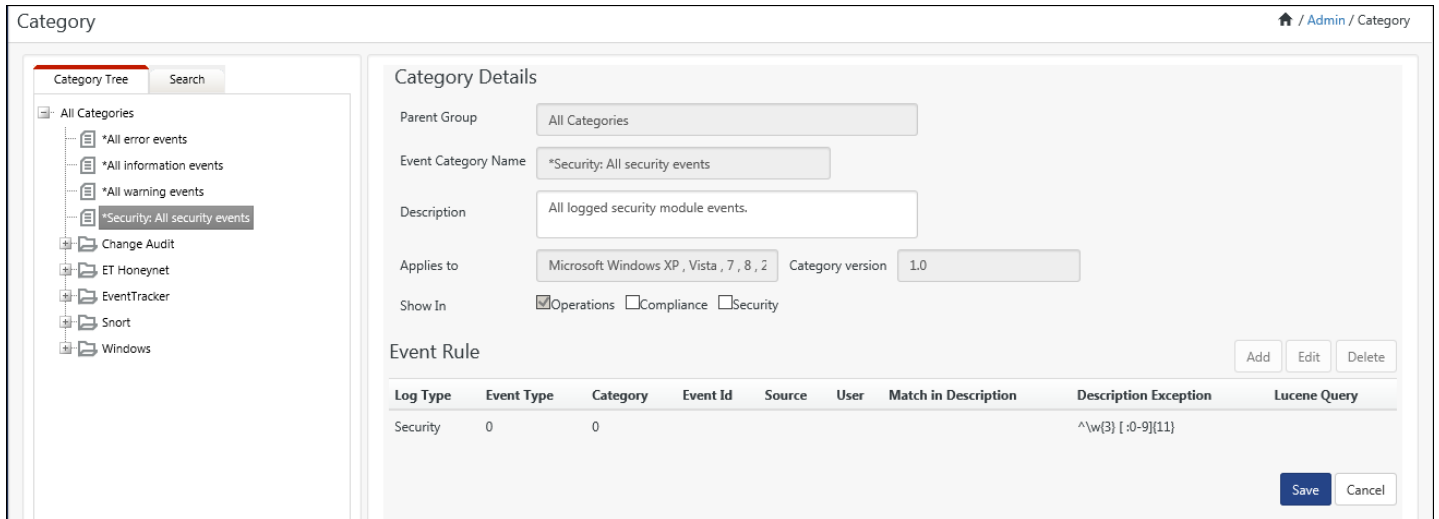 Category
/ Admin / Category
Category Tree
Search
All Categories
*All error events
*All information events
*All warning events
*Security: All security events
Change Audit
ET Honeynet
EventTracker
Snort
Windows
Category Details
Parent Group
All Categories
Event Category Name
*Security: All security events
Description
All logged security module events.
Applies to
Microsoft Windows XP , Vista , 7 , 8 , 2
Category version
1.0
Show In
Operations Compliance Security
Event Rule
Add Edit Delete
Log Type Event Type Category Event Id Source User Match in Description Description Exception Lucene Query
Security 0 0 ^\w{3} [ :0-9]{11}
Save Cancel